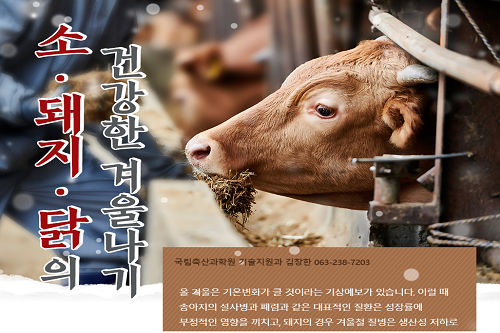 소·돼지·닭의
건강한 겨울나기
국립축산과학원 기술지원과 김창한 063-238-7203
올 겨울은 기온변화가 클 것이라는 기상예보가 있습니다. 이럴 때
송아지의 설사병과 폐렴과 같은 대표적인 질환은 성장률에
부정적인 영향을 끼치고, 돼지의 경우 겨울철 질병은 생산성 저하로